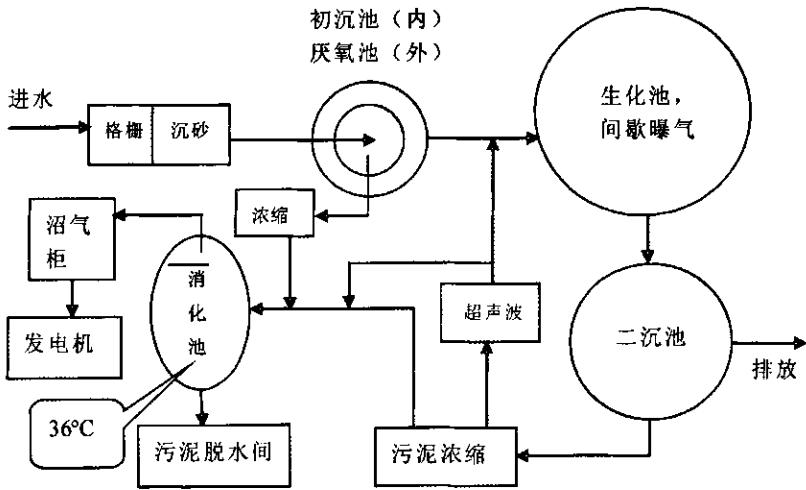 初沉池（内）
厌氧池（外）
进水
格栅
沉砂
生化池，
间歇曝气
沼气
柜
浓缩
消
化
池
超声波
二沉池
排放
发电机
36℃
污泥脱水间
污泥浓缩